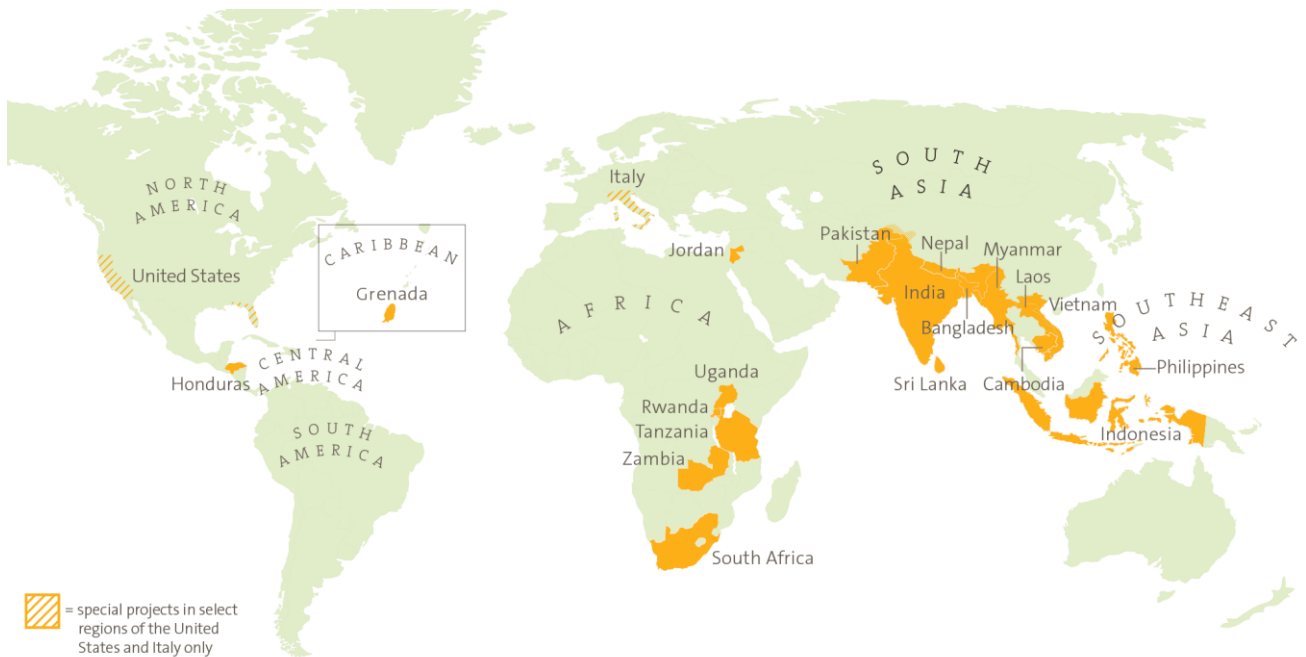 NORTH
AMERICA
United States
CARIBBEAN
Grenada
Honduras
CENTRAL
AMERICA
SOUTH
AMERICA
Italy
Jordan
AFRICA
Uganda
Rwanda
Tanzania
Zambia
South Africa
SOUTH
ASIA
Pakistan
Nepal
Myanmar
Laos
India
Vietnam
Bangladesh
SOUTHEAST
ASIA
Sri Lanka
Cambodia
Philippines
Indonesia
= special projects in select
regions of the United
States and Italy only